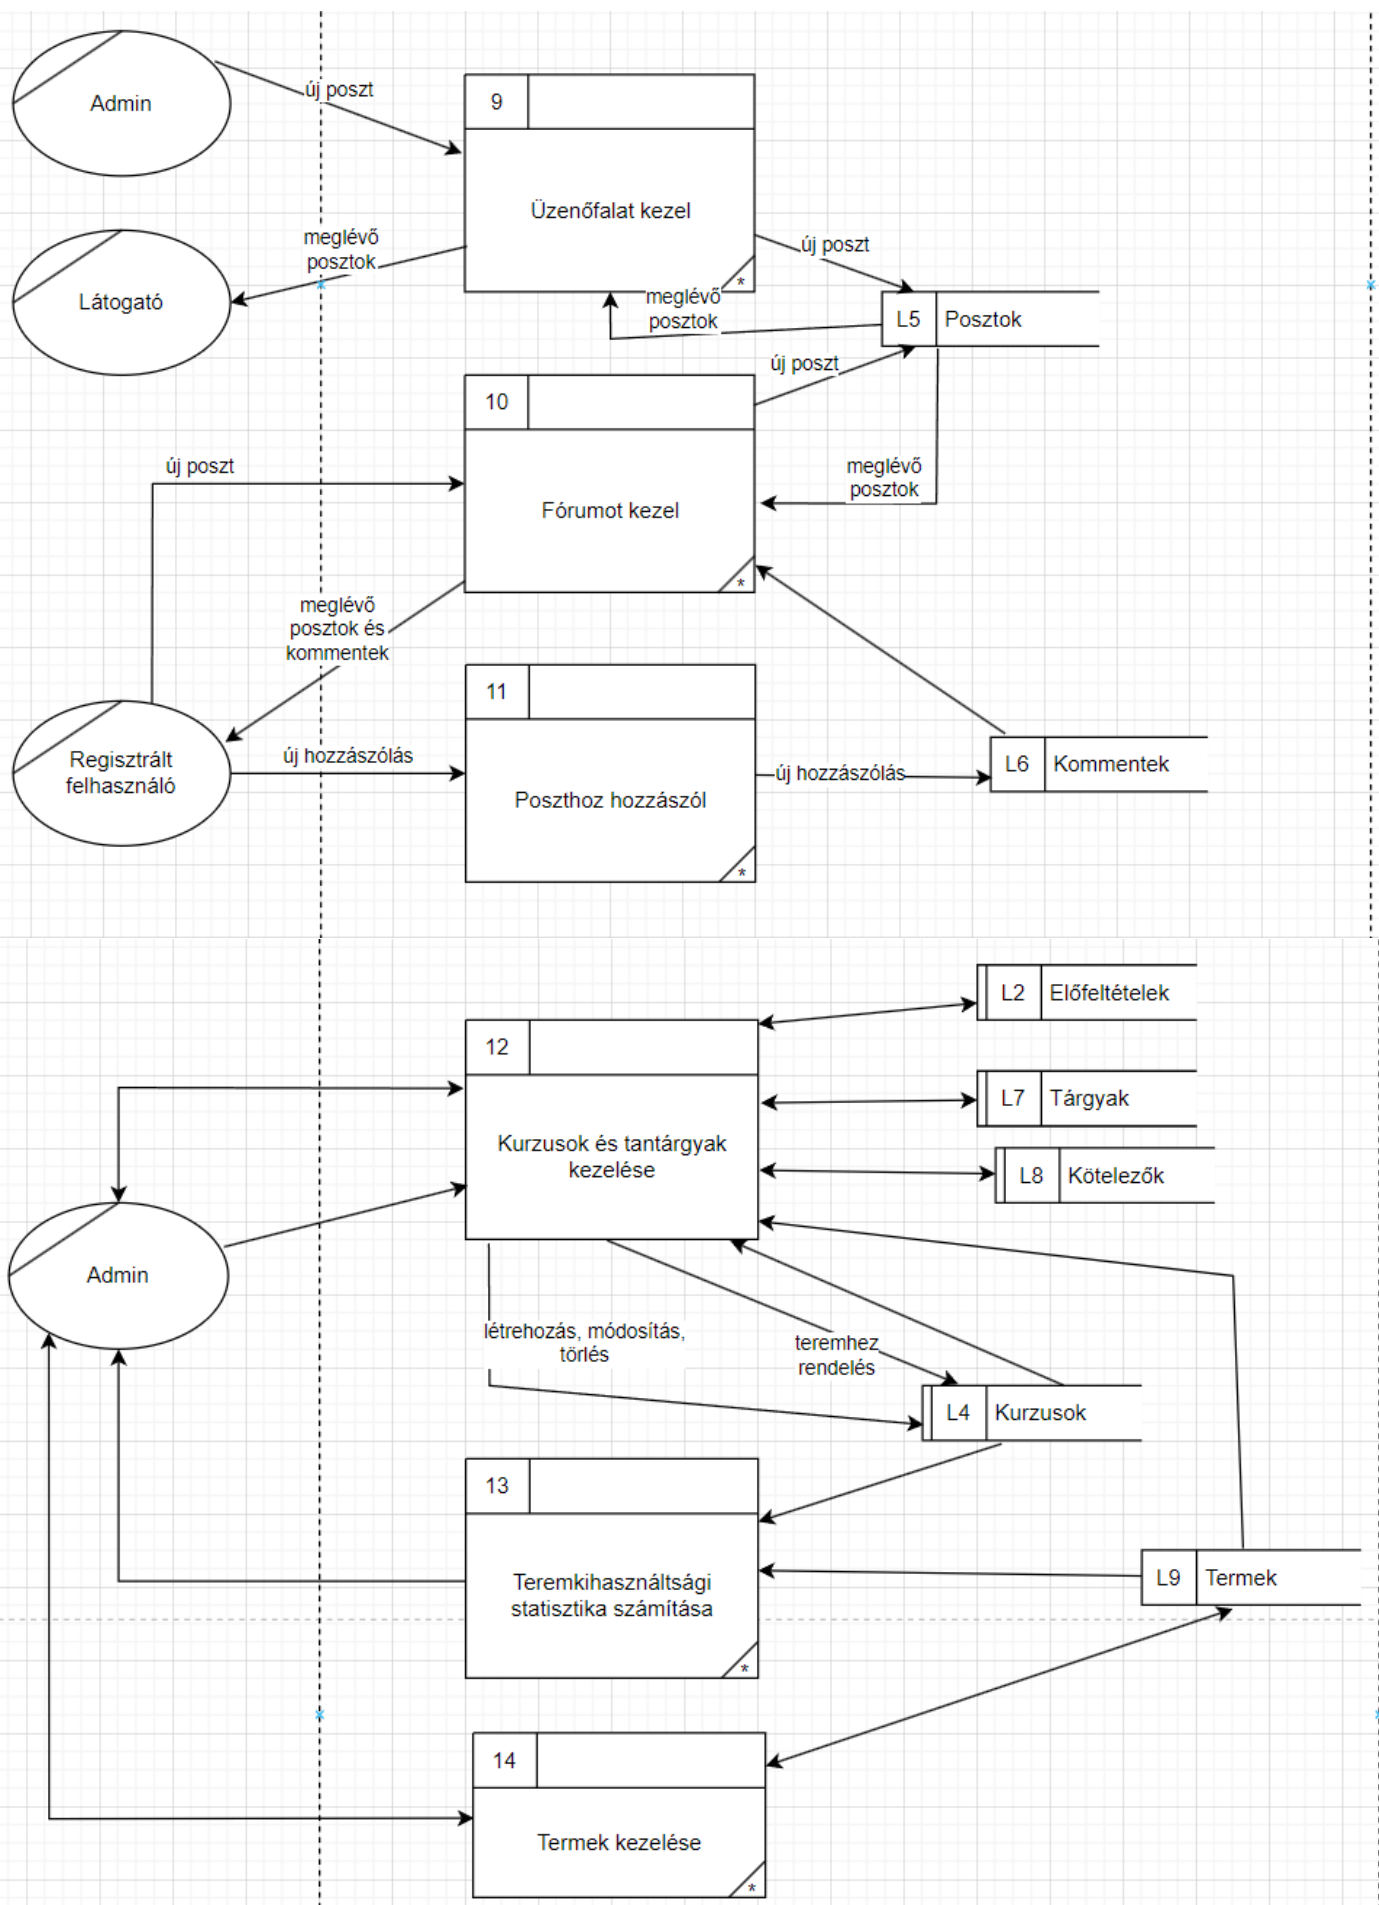 Admin
új poszt
9
Üzenőfalat kezel
*
meglévő
posztok
Látogató
új poszt
meglévő
posztok
L5
Posztok
új poszt
10
Fórumot kezel
*
új poszt
meglévő
posztok
meglévő
posztok és
kommentek
11
Poszthoz hozzászól
*
Regisztrált
felhasználó
új hozzászólás
új hozzászólás
L6
Kommentek
L2
Előfeltételek
12
Kurzusok és tantárgyak
kezelése
L7
Tárgyak
L8
Kötelezők
Admin
létrehozás, módosítás,
törlés
teremhez
rendelés
L4
Kurzusok
13
Teremkihasználtsági
statisztika számítása
*
L9
Termek
14
Termek kezelése
*